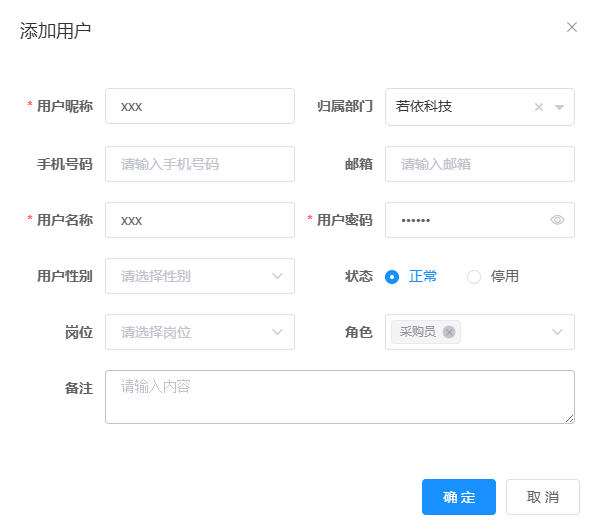 添加用户
* 用户昵称 xxx 归属部门 若依科技
手机号码 请输入手机号码 邮箱 请输入邮箱
* 用户名称 xxx * 用户密码 ••••••
用户性别 请选择性别 状态 正常 停用
岗位 请选择岗位 角色 采购员
备注 请输入内容
确 定 取 消